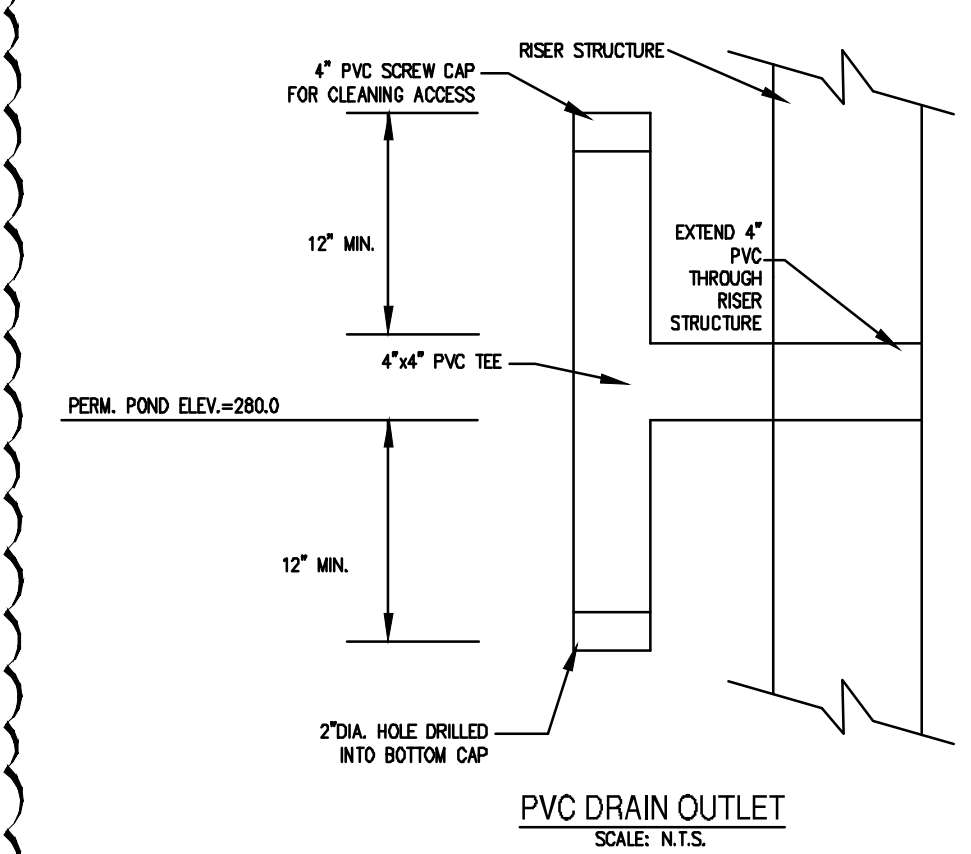 RISER STRUCTURE
4" PVC SCREW CAP
FOR CLEANING ACCESS
12" MIN.
EXTEND 4"
PVC
THROUGH
RISER
STRUCTURE
4"x4" PVC TEE
PERM. POND ELEV.=280.0
12" MIN.
2"DIA. HOLE DRILLED
INTO BOTTOM CAP
PVC DRAIN OUTLET
SCALE: N.T.S.